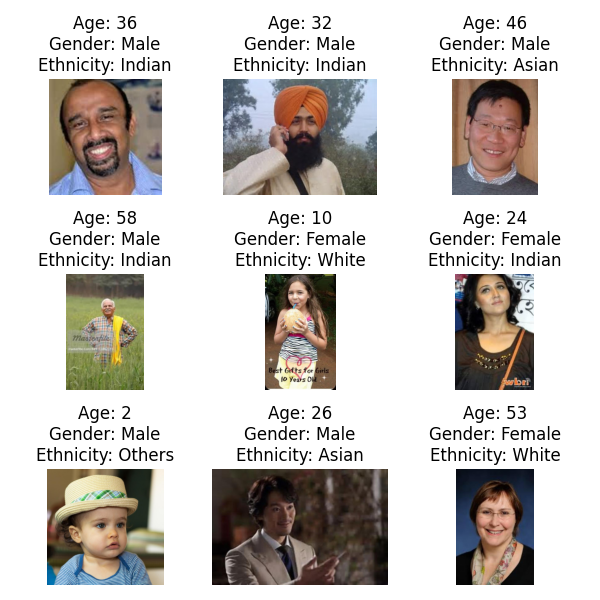 Age: 36
Gender: Male
Ethnicity: Indian
Age: 32
Gender: Male
Ethnicity: Indian
Age: 46
Gender: Male
Ethnicity: Asian
Age: 58
Gender: Male
Ethnicity: Indian
Age: 10
Gender: Female
Ethnicity: White
Age: 24
Gender: Female
Ethnicity: Indian
Masterfile
Best Gifts for Girls
10 Years Old
Age: 2
Gender: Male
Ethnicity: Others
Age: 26
Gender: Male
Ethnicity: Asian
Age: 53
Gender: Female
Ethnicity: White